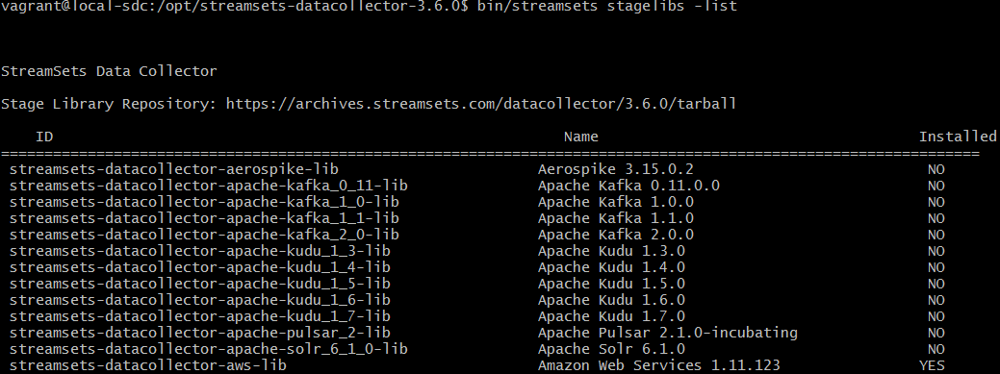 vagrant@local-sdc:/opt/streamsets-datacollector-3.6.0$ bin/streamsets stagelibs -list
StreamSets Data Collector
Stage Library Repository: https://archives.streamsets.com/datacollector/3.6.0/tarball
ID Name Installed
=================================================================================================================
streamsets-datacollector-aerospike-lib Aerospike 3.15.0.2 NO
streamsets-datacollector-apache-kafka_0_11-lib Apache Kafka 0.11.0.0 NO
streamsets-datacollector-apache-kafka_1_0-lib Apache Kafka 1.0.0 NO
streamsets-datacollector-apache-kafka_1_1-lib Apache Kafka 1.1.0 NO
streamsets-datacollector-apache-kafka_2_0-lib Apache Kafka 2.0.0 NO
streamsets-datacollector-apache-kudu_1_3-lib Apache Kudu 1.3.0 NO
streamsets-datacollector-apache-kudu_1_4-lib Apache Kudu 1.4.0 NO
streamsets-datacollector-apache-kudu_1_5-lib Apache Kudu 1.5.0 NO
streamsets-datacollector-apache-kudu_1_6-lib Apache Kudu 1.6.0 NO
streamsets-datacollector-apache-kudu_1_7-lib Apache Kudu 1.7.0 NO
streamsets-datacollector-apache-pulsar_2-lib Apache Pulsar 2.1.0-incubating NO
streamsets-datacollector-apache-solr_6_1_0-lib Apache Solr 6.1.0 NO
streamsets-datacollector-aws-lib Amazon Web Services 1.11.123 YES